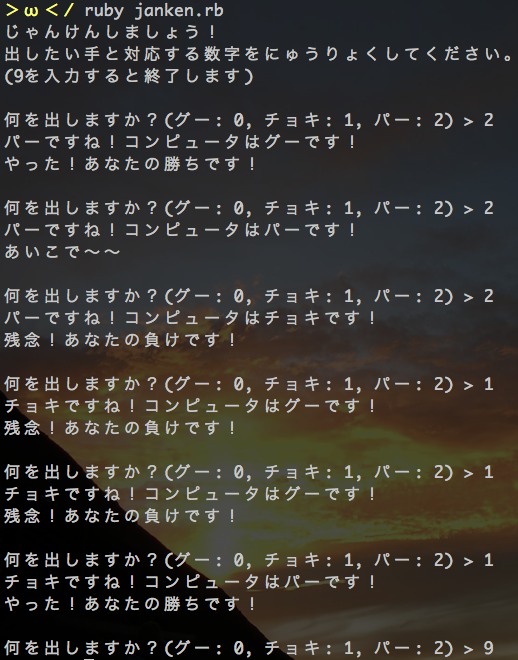 ＞ω＜/ ruby janken.rb
じゃんけんしましょう！
出したい手と対応する数字をにゅうりょくしてください。
(9を入力すると終了します)
何を出しますか？(グー: 0, チョキ: 1, パー: 2) > 2
パーですね！コンピュータはグーです！
やった！あなたの勝ちです！
何を出しますか？(グー: 0, チョキ: 1, パー: 2) > 2
パーですね！コンピュータはパーです！
あいこで〜〜
何を出しますか？(グー: 0, チョキ: 1, パー: 2) > 2
パーですね！コンピュータはチョキです！
残念！あなたの負けです！
何を出しますか？(グー: 0, チョキ: 1, パー: 2) > 1
チョキですね！コンピュータはグーです！
残念！あなたの負けです！
何を出しますか？(グー: 0, チョキ: 1, パー: 2) > 1
チョキですね！コンピュータはグーです！
残念！あなたの負けです！
何を出しますか？(グー: 0, チョキ: 1, パー: 2) > 1
チョキですね！コンピュータはパーです！
やった！あなたの勝ちです！
何を出しますか？(グー: 0, チョキ: 1, パー: 2) > 9